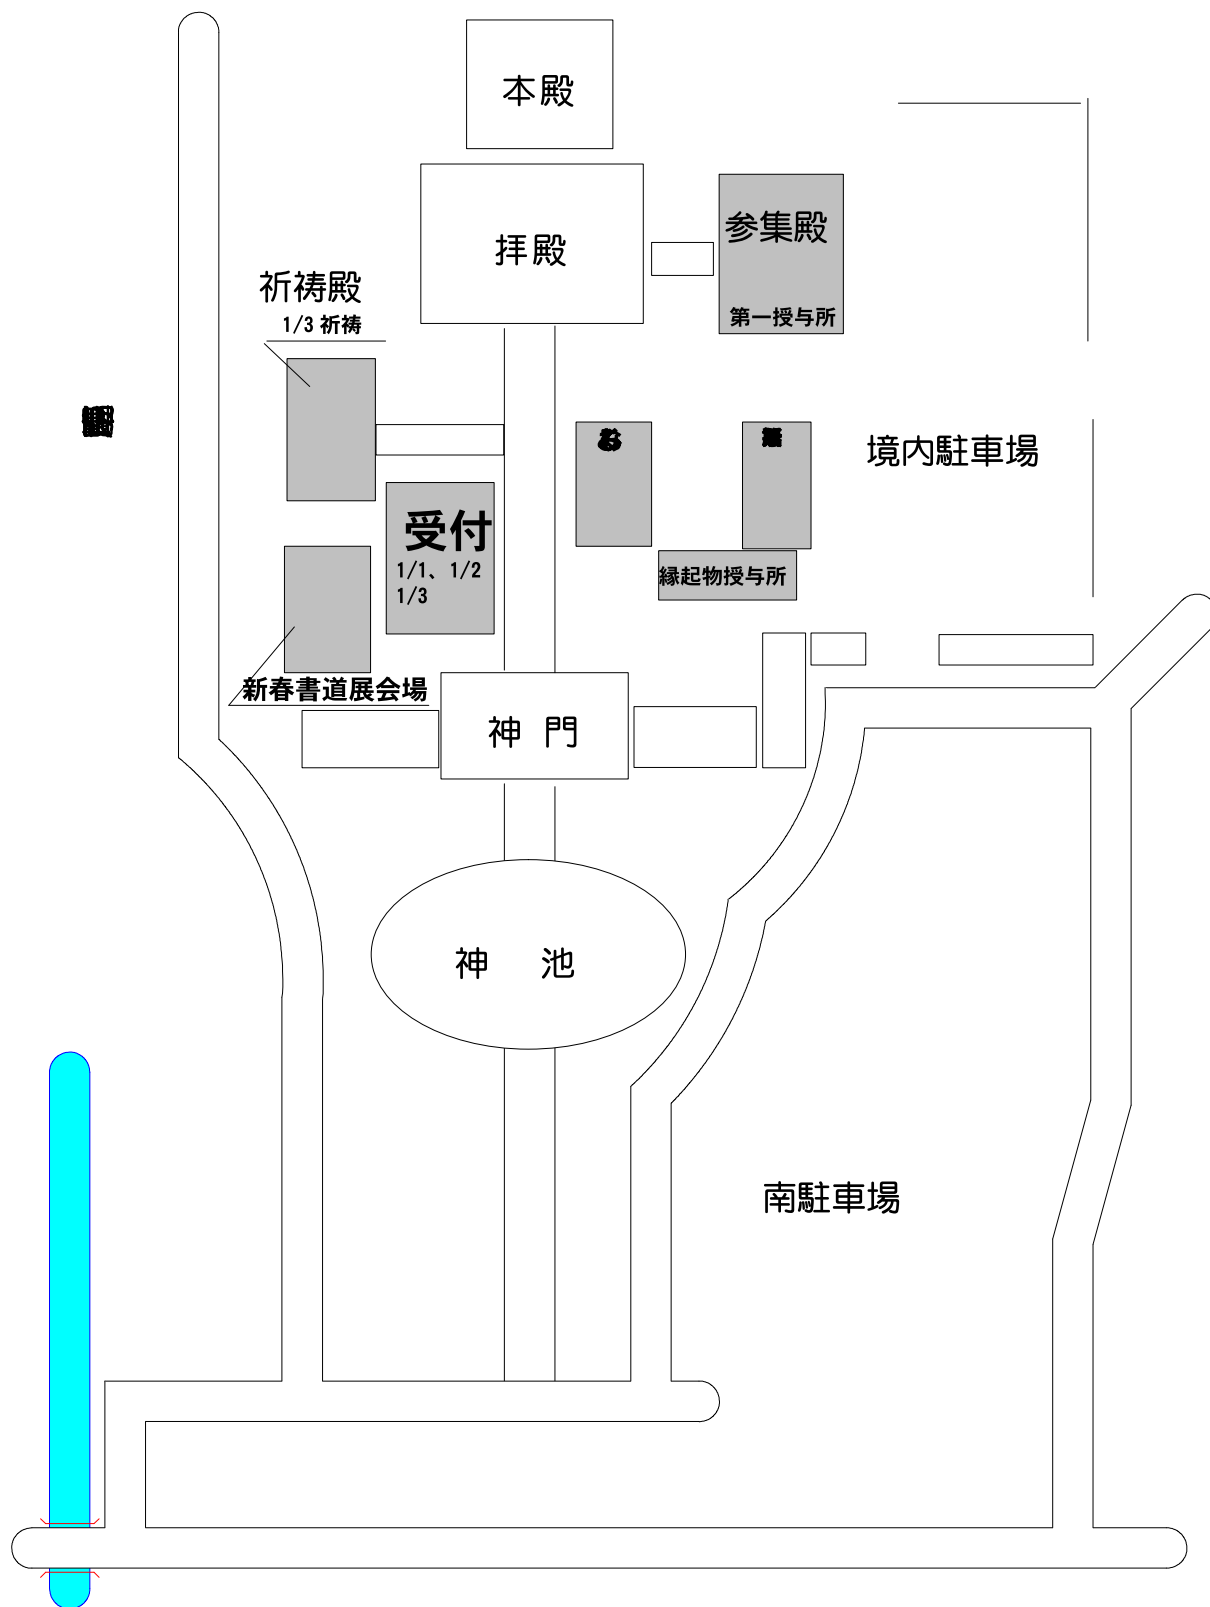 本殿
拝殿
参集殿
第一授与所
祈祷殿
1/3 祈祷
境内駐車場
受付
1/1、1/2
1/3
縁起物授与所
新春書道展会場
神 門
神 池
南駐車場